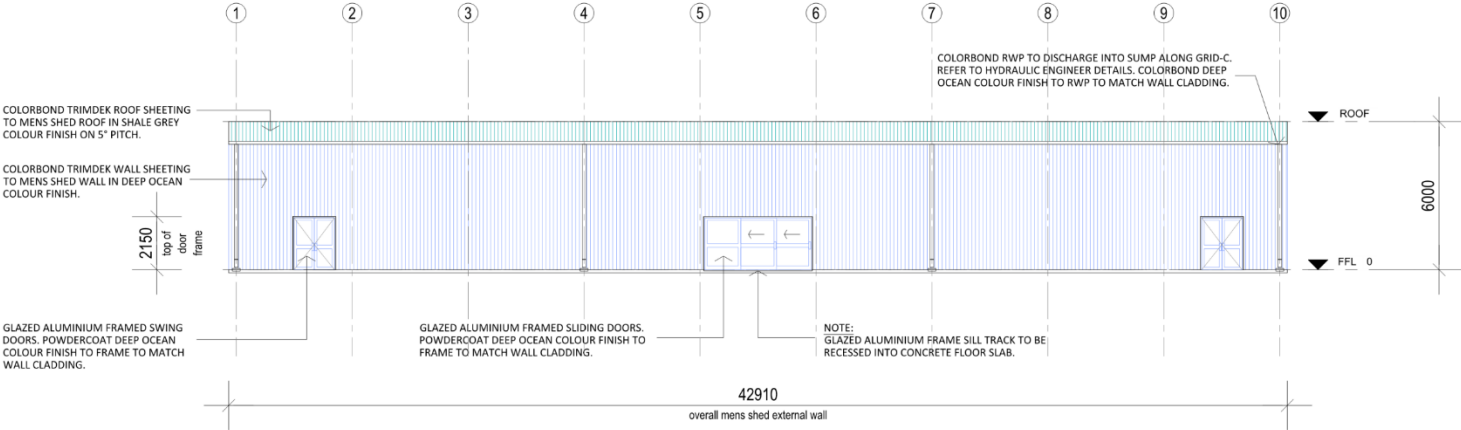 1 2 3 4 5 6 7 8 9 10
COLORBOND RWP TO DISCHARGE INTO SUMP ALONG GRID-C.
REFER TO HYDRAULIC ENGINEER DETAILS. COLORBOND DEEP
OCEAN COLOUR FINISH TO RWP TO MATCH WALL CLADDING.
COLORBOND TRIMDEK ROOF SHEETING
TO MENS SHED ROOF IN SHALE GREY
COLOUR FINISH ON 5° PITCH.
ROOF
COLORBOND TRIMDEK WALL SHEETING
TO MENS SHED WALL IN DEEP OCEAN
COLOUR FINISH.
6000
2150
top of
door
frame
FFL 0
GLAZED ALUMINIUM FRAMED SWING
DOORS. POWDERCOAT DEEP OCEAN
COLOUR FINISH TO FRAME TO MATCH
WALL CLADDING.
GLAZED ALUMINIUM FRAMED SLIDING DOORS.
POWDERCOAT DEEP OCEAN COLOUR FINISH TO
FRAME TO MATCH WALL CLADDING.
NOTE:
GLAZED ALUMINIUM FRAME SILL TRACK TO BE
RECESSED INTO CONCRETE FLOOR SLAB.
42910
overall mens shed external wall